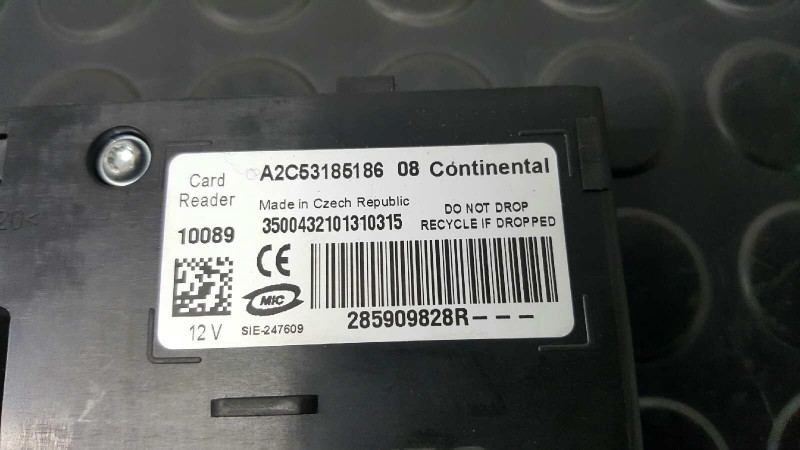 A2C53185186 08 Continental
Card
Reader
Made in Czech Republic
DO NOT DROP
10089
3500432101310315
RECYCLE IF DROPPED
CE
MIC
12 V
SIE-247609
285909828R---
20<